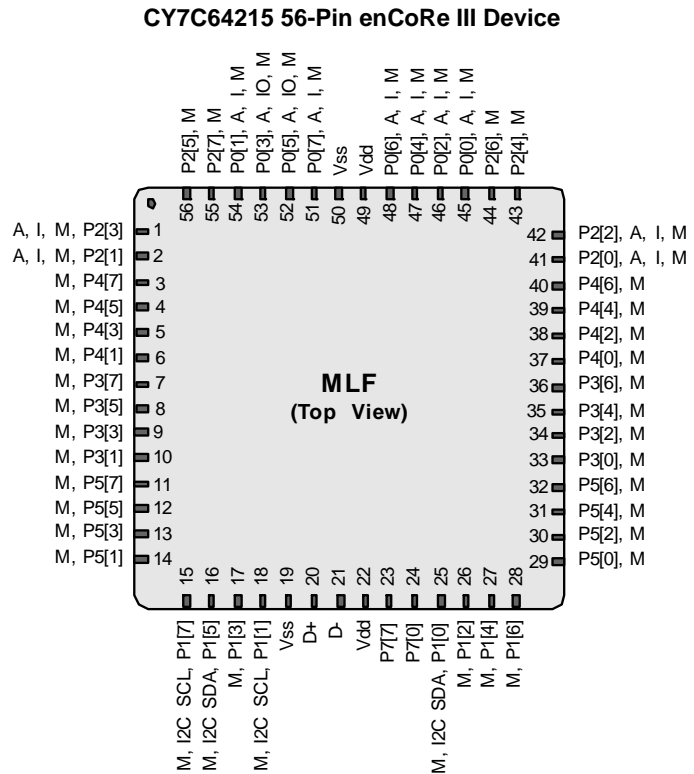 CY7C64215 56-Pin enCoRe III Device
P2[5], M
P2[7], M
P0[1], A, I, M
P0[3], A, IO, M
P0[5], A, IO, M
P0[7], A, I, M
Vss
Vdd
P0[6], A, I, M
P0[4], A, I, M
P0[2], A, I, M
P0[0], A, I, M
P2[6], M
P2[4], M
56
55
54
53
52
51
50
49
48
47
46
45
44
43
A, I, M, P2[3] 1
A, I, M, P2[1] 2
M, P4[7] 3
M, P4[5] 4
M, P4[3] 5
M, P4[1] 6
M, P3[7] 7
M, P3[5] 8
M, P3[3] 9
M, P3[1] 10
M, P5[7] 11
M, P5[5] 12
M, P5[3] 13
M, P5[1] 14
MLF
(Top View)
42 P2[2], A, I, M
41 P2[0], A, I, M
40 P4[6], M
39 P4[4], M
38 P4[2], M
37 P4[0], M
36 P3[6], M
35 P3[4], M
34 P3[2], M
33 P3[0], M
32 P5[6], M
31 P5[4], M
30 P5[2], M
29 P5[0], M
15
16
17
18
19
20
21
22
23
24
25
26
27
28
M, I2C SCL, P1[7]
M, I2C SDA, P1[5]
M, P1[3]
M, I2C SCL, P1[1]
Vss
D+
D-
Vdd
P7[7]
P7[0]
M, I2C SDA, P1[0]
M, P1[2]
M, P1[4]
M, P1[6]